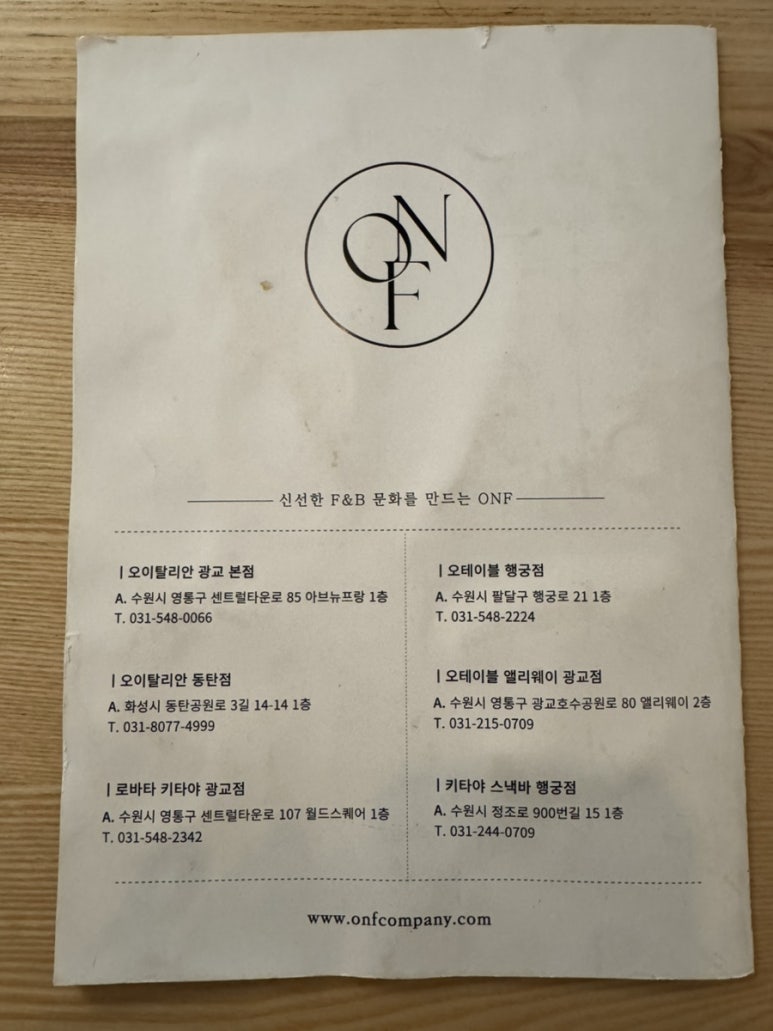 ONF
신선한 F&B 문화를 만드는 ONF
| 오이탈리안 광교 본점
A. 수원시 영통구 센트럴타운로 85 아브뉴프랑 1층
T. 031-548-0066
| 오이탈리안 동탄점
A. 화성시 동탄공원로 3길 14-14 1층
T. 031-8077-4999
| 로바타 키타야 광교점
A. 수원시 영통구 센트럴타운로 107 월드스퀘어 1층
T. 031-548-2342
| 오테이블 행궁점
A. 수원시 팔달구 행궁로 21 1층
T. 031-548-2224
| 오테이블 앨리웨이 광교점
A. 수원시 영통구 광교호수공원로 80 앨리웨이 2층
T. 031-215-0709
| 키타야 스낵바 행궁점
A. 수원시 정조로 900번길 15 1층
T. 031-244-0709
www.onfcompany.com